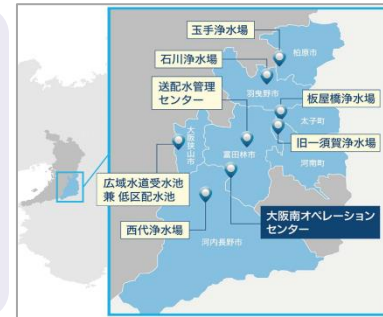 玉手浄水場
柏原市
石川浄水場
羽曳野市
送配水管理
センター
板屋橋浄水場
太子町
大阪狭山市
富田林市
旧一須賀浄水場
河南町
広域水道受水池
兼 低区配水池
大阪南オペレーション
センター
西代浄水場
河内長野市